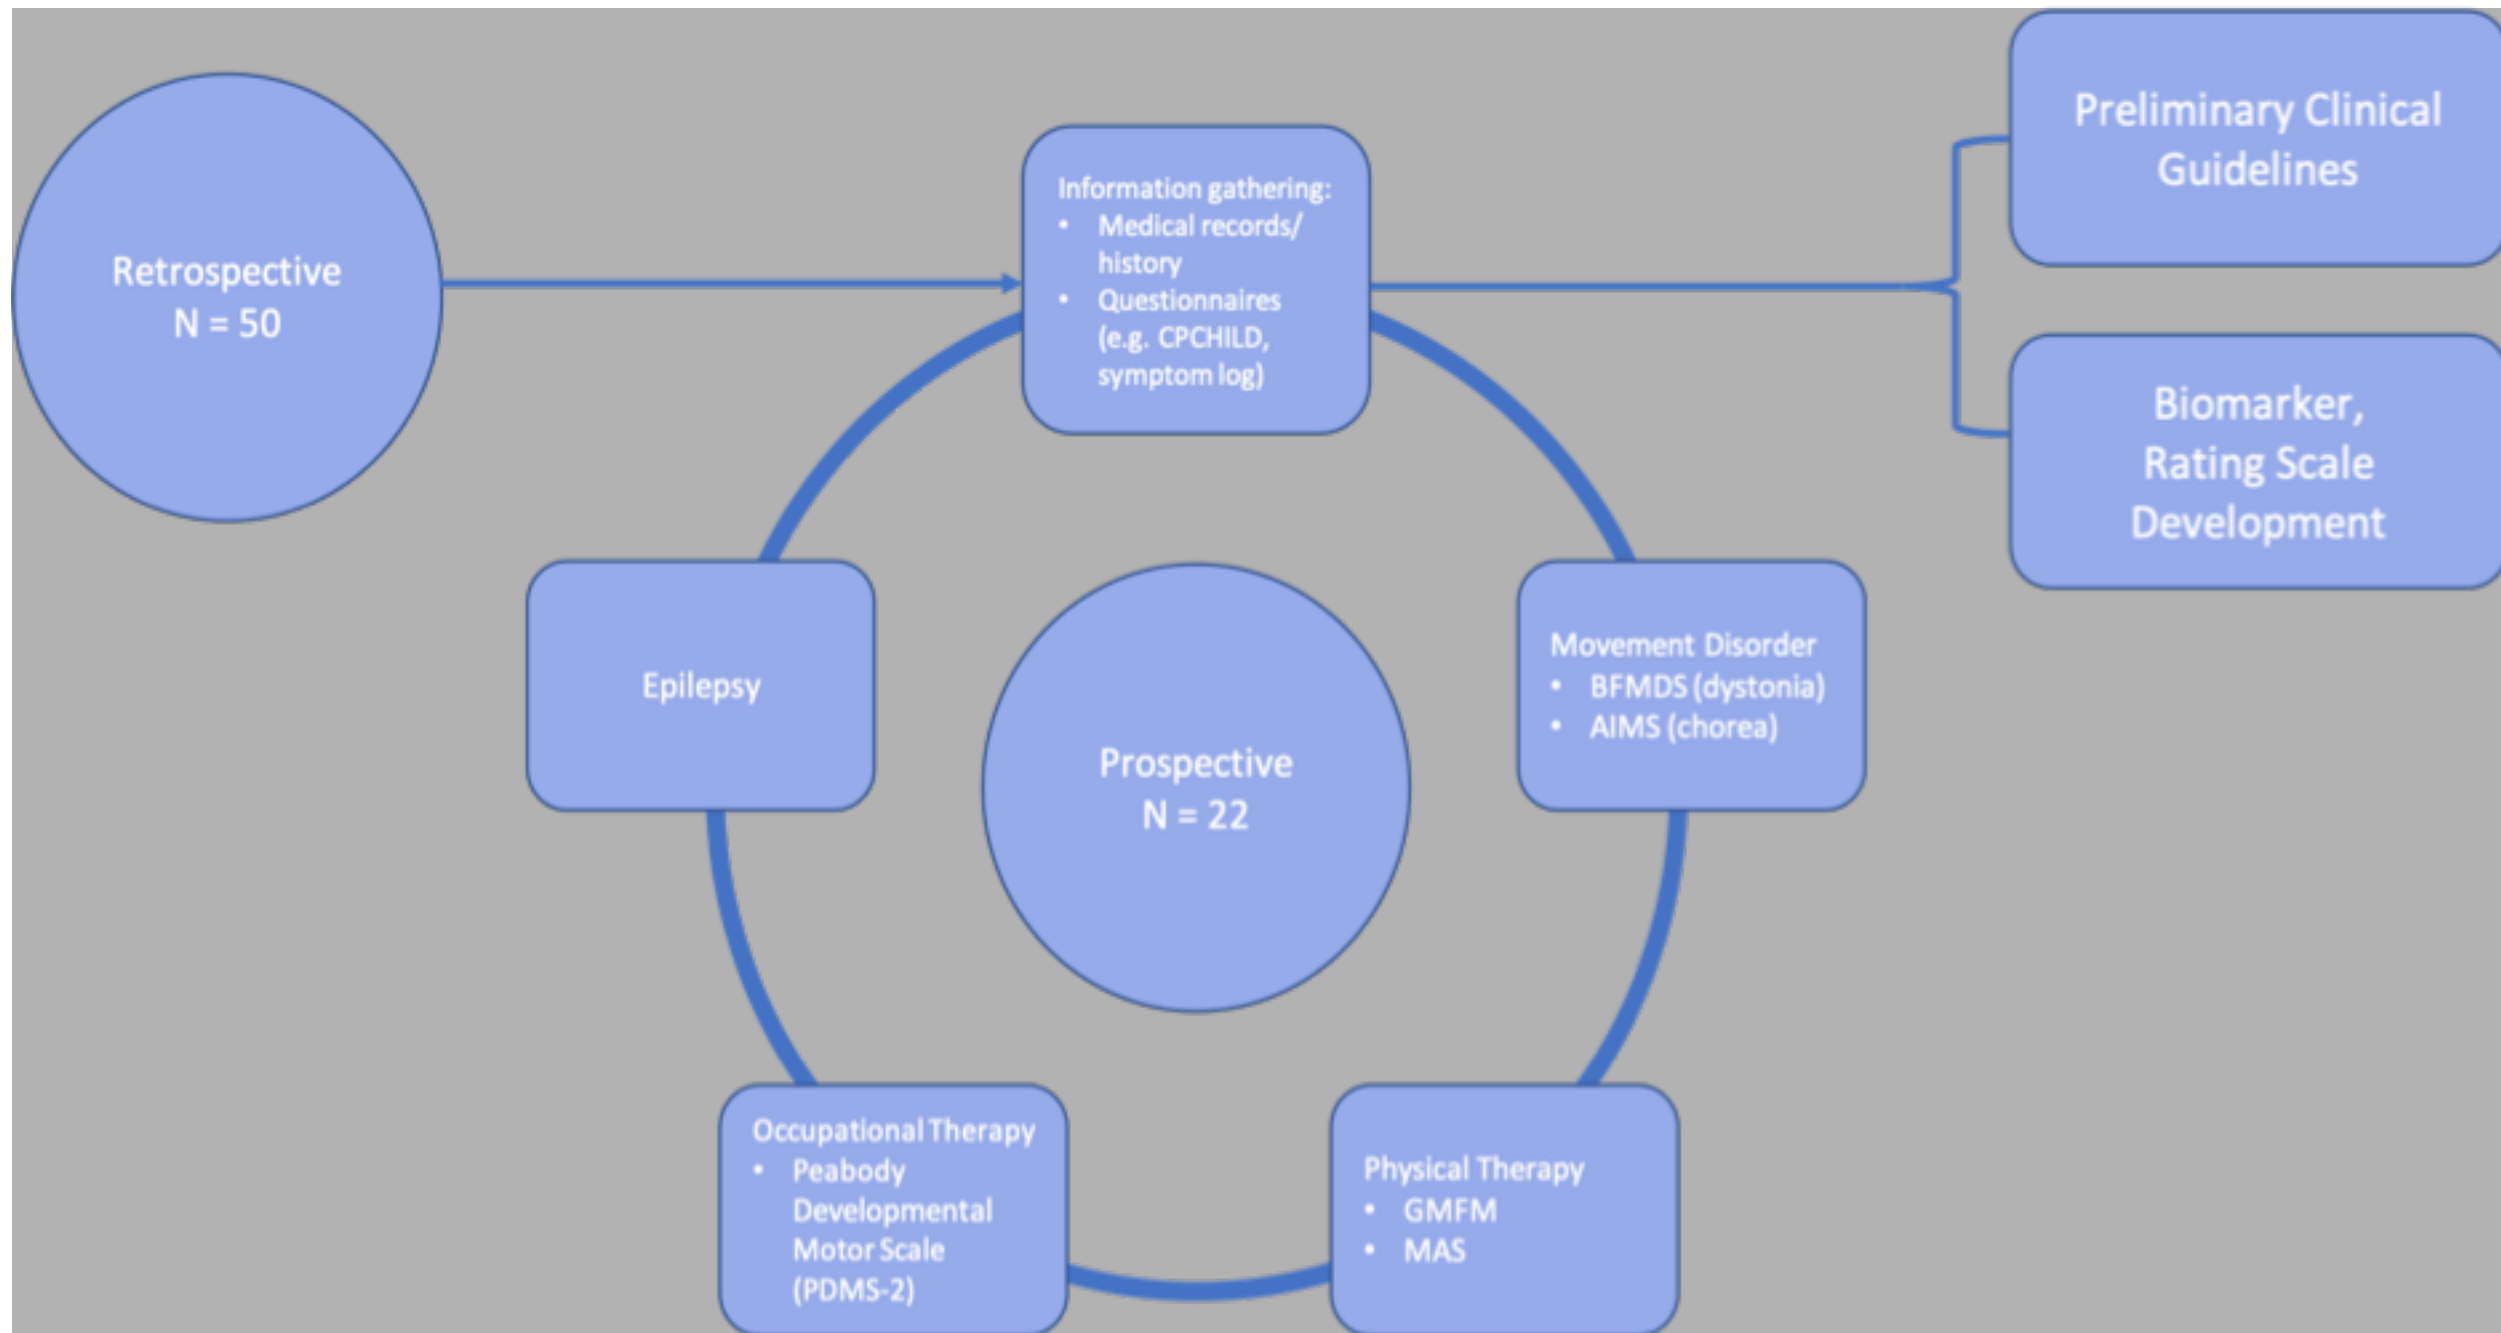 Retrospective
N = 50
Information gathering:
• Medical records/
history
• Questionnaires
(e.g. CPCHILD,
symptom log)
Preliminary Clinical
Guidelines
Biomarker,
Rating Scale
Development
Epilepsy
Prospective
N = 22
Movement Disorder
• BFMDS (dystonia)
• AIMS (chorea)
Occupational Therapy
• Peabody
Developmental
Motor Scale
(PDMS-2)
Physical Therapy
• GMFM
• MAS